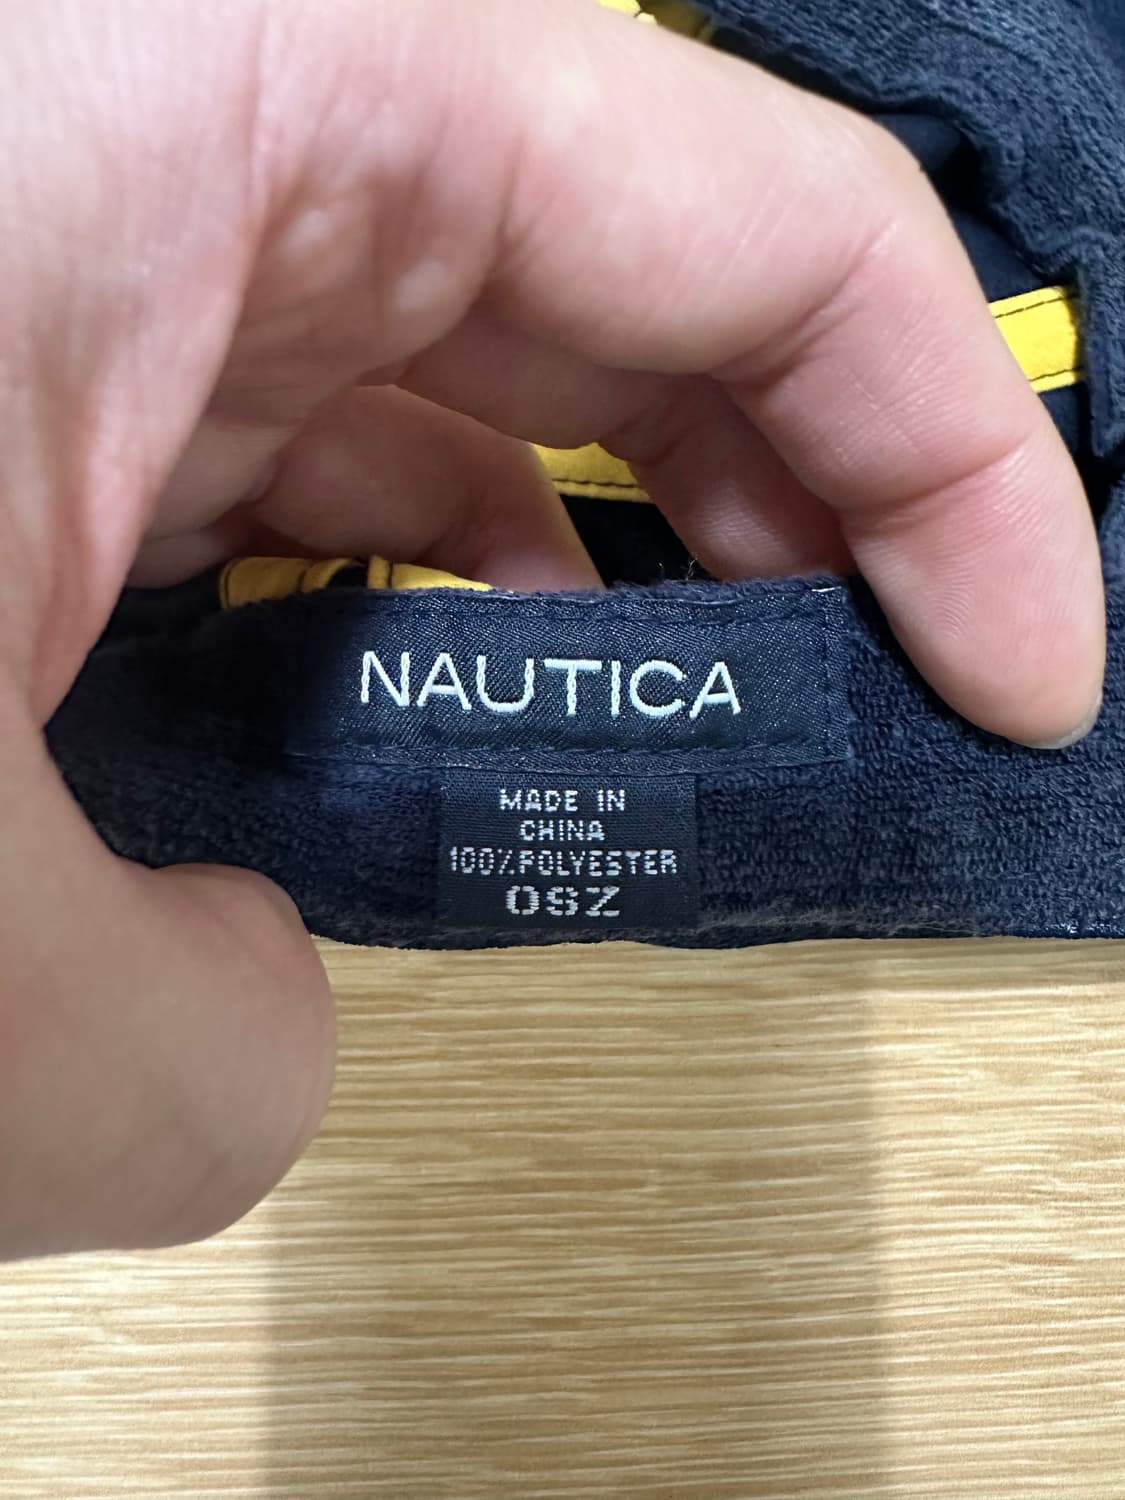 NAUTICA
MADE IN
CHINA
100%POLYESTER
OSZ